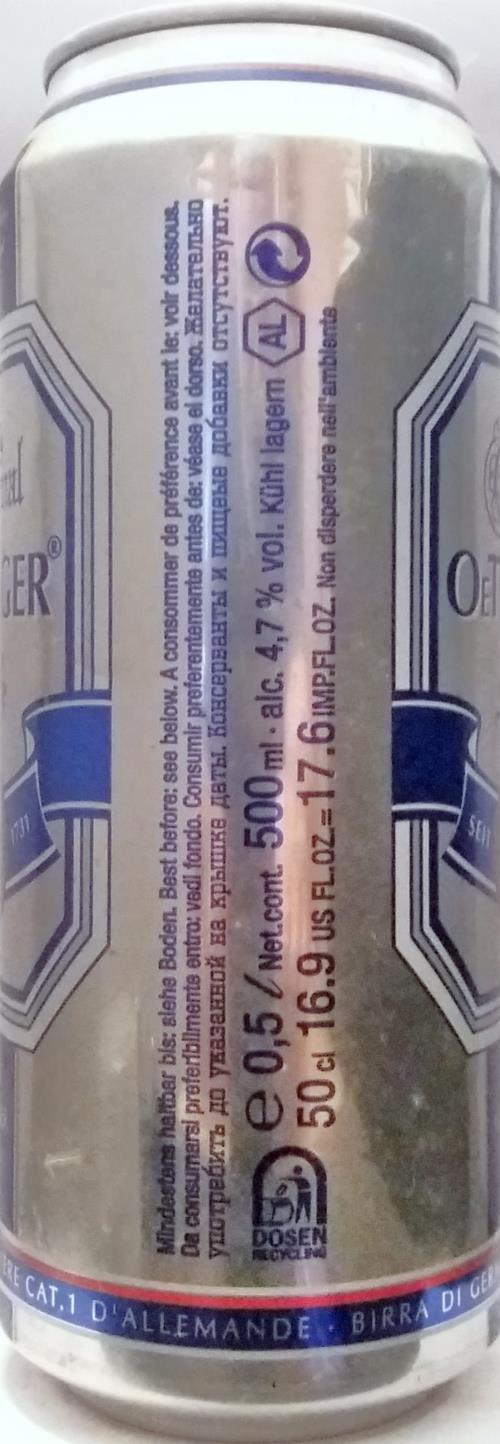 Mindestens haltbar bis: siehe Boden. Best before: see below. A consommer de préférence avant le: voir dessous.
Da consumarsi preferibilmente entro: vedi fondo. Consumir preferentemente antes de: véase el dorso. Желательно
употребить до указанной на крышке даты. Консерванты и пищевые добавки отсутствуют.
e 0,5 l Net.cont. 500 ml · alc. 4,7 % vol. Kühl lagern AL
50 cl 16.9 US FL.OZ.=17.6 IMP.FL.OZ. Non disperdere nell'ambiente
DOSEN
RECYCLING
GER®
1731
OeT
SEIT
ERE CAT.1 D'ALLEMANDE · BIRRA DI GER